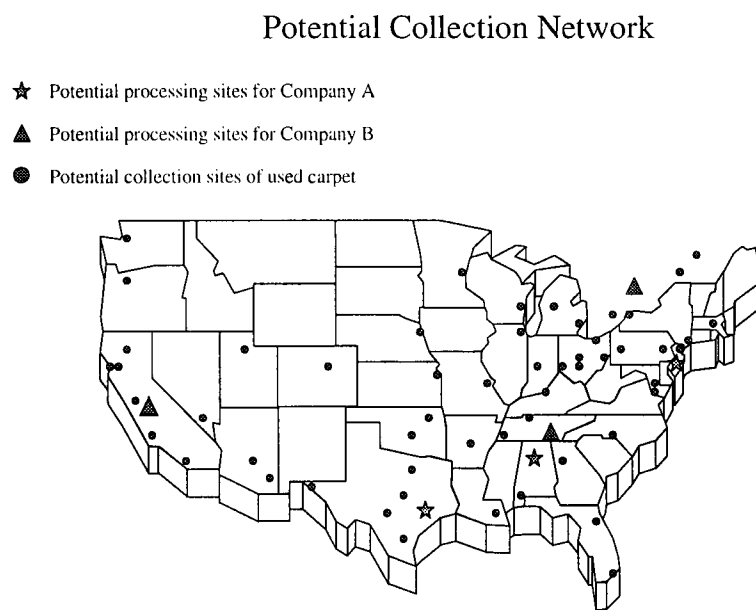 Potential Collection Network
Potential processing sites for Company A
Potential processing sites for Company B
Potential collection sites of used carpet